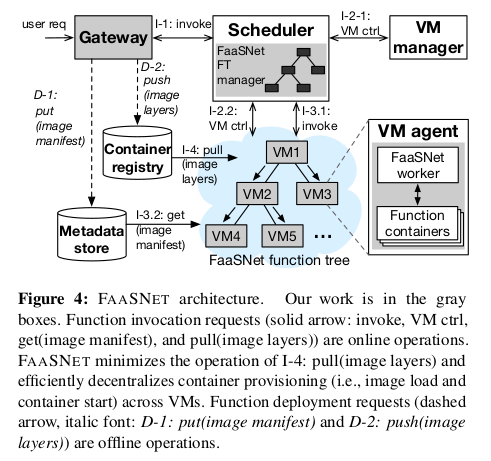 user req
Gateway
I-1: invoke
Scheduler
FaaSNet
FT
manager
I-2-1:
VM ctrl
VM
manager
D-1:
put
(image
manifest)
D-2:
push
(image
layers)
I-2.2:
VM ctrl
I-3.1:
invoke
Container
registry
I-4: pull
(image
layers)
VM1
VM2
VM3
VM4
VM5
...
VM agent
FaaSNet
worker
Function
containers
Metadata
store
I-3.2: get
(image
manifest)
FaaSNet function tree
Figure 4: FAASNET architecture. Our work is in the gray
boxes. Function invocation requests (solid arrow: invoke, VM ctrl,
get(image manifest), and pull(image layers)) are online operations.
FAASNET minimizes the operation of I-4: pull(image layers) and
efficiently decentralizes container provisioning (i.e., image load and
container start) across VMs. Function deployment requests (dashed
arrow, italic font: D-1: put(image manifest) and D-2: push(image
layers)) are offline operations.